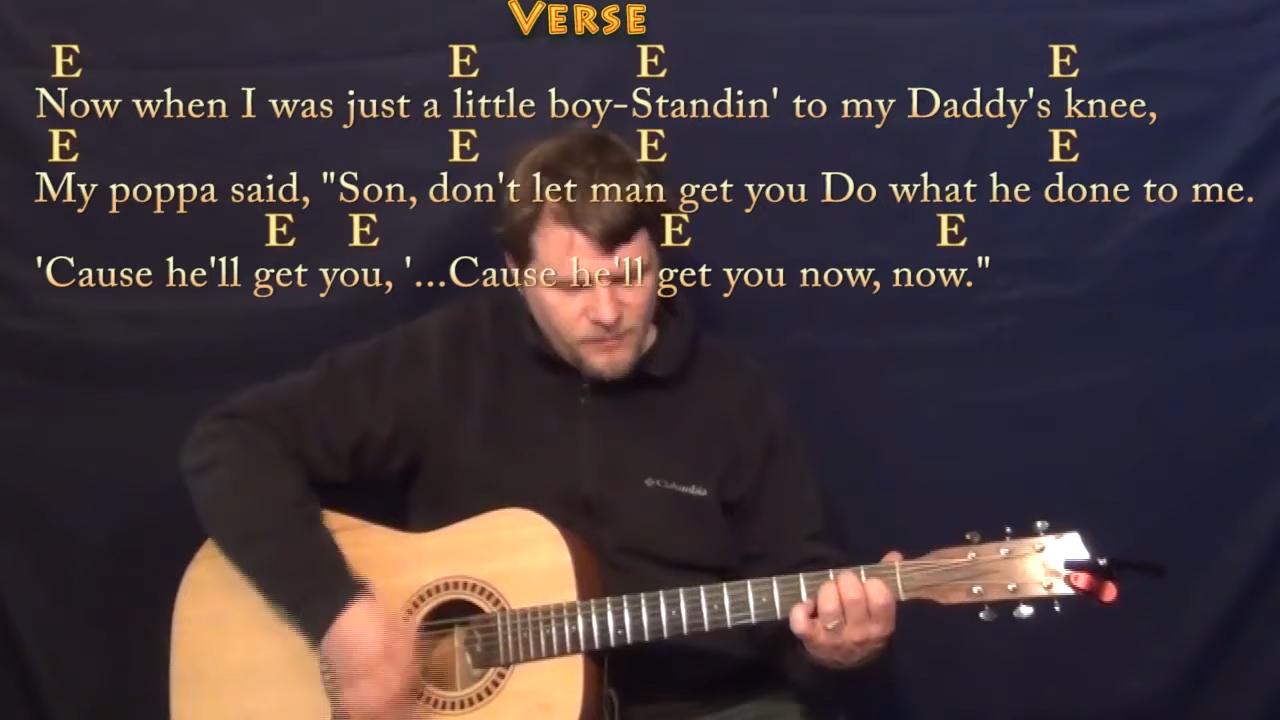 VERSE
E E E E
Now when I was just a little boy-Standin' to my Daddy's knee,
E E E E
My poppa said, "Son, don't let man get you Do what he done to me.
E E E E
'Cause he'll get you, '...Cause he'll get you now, now."
Columbia